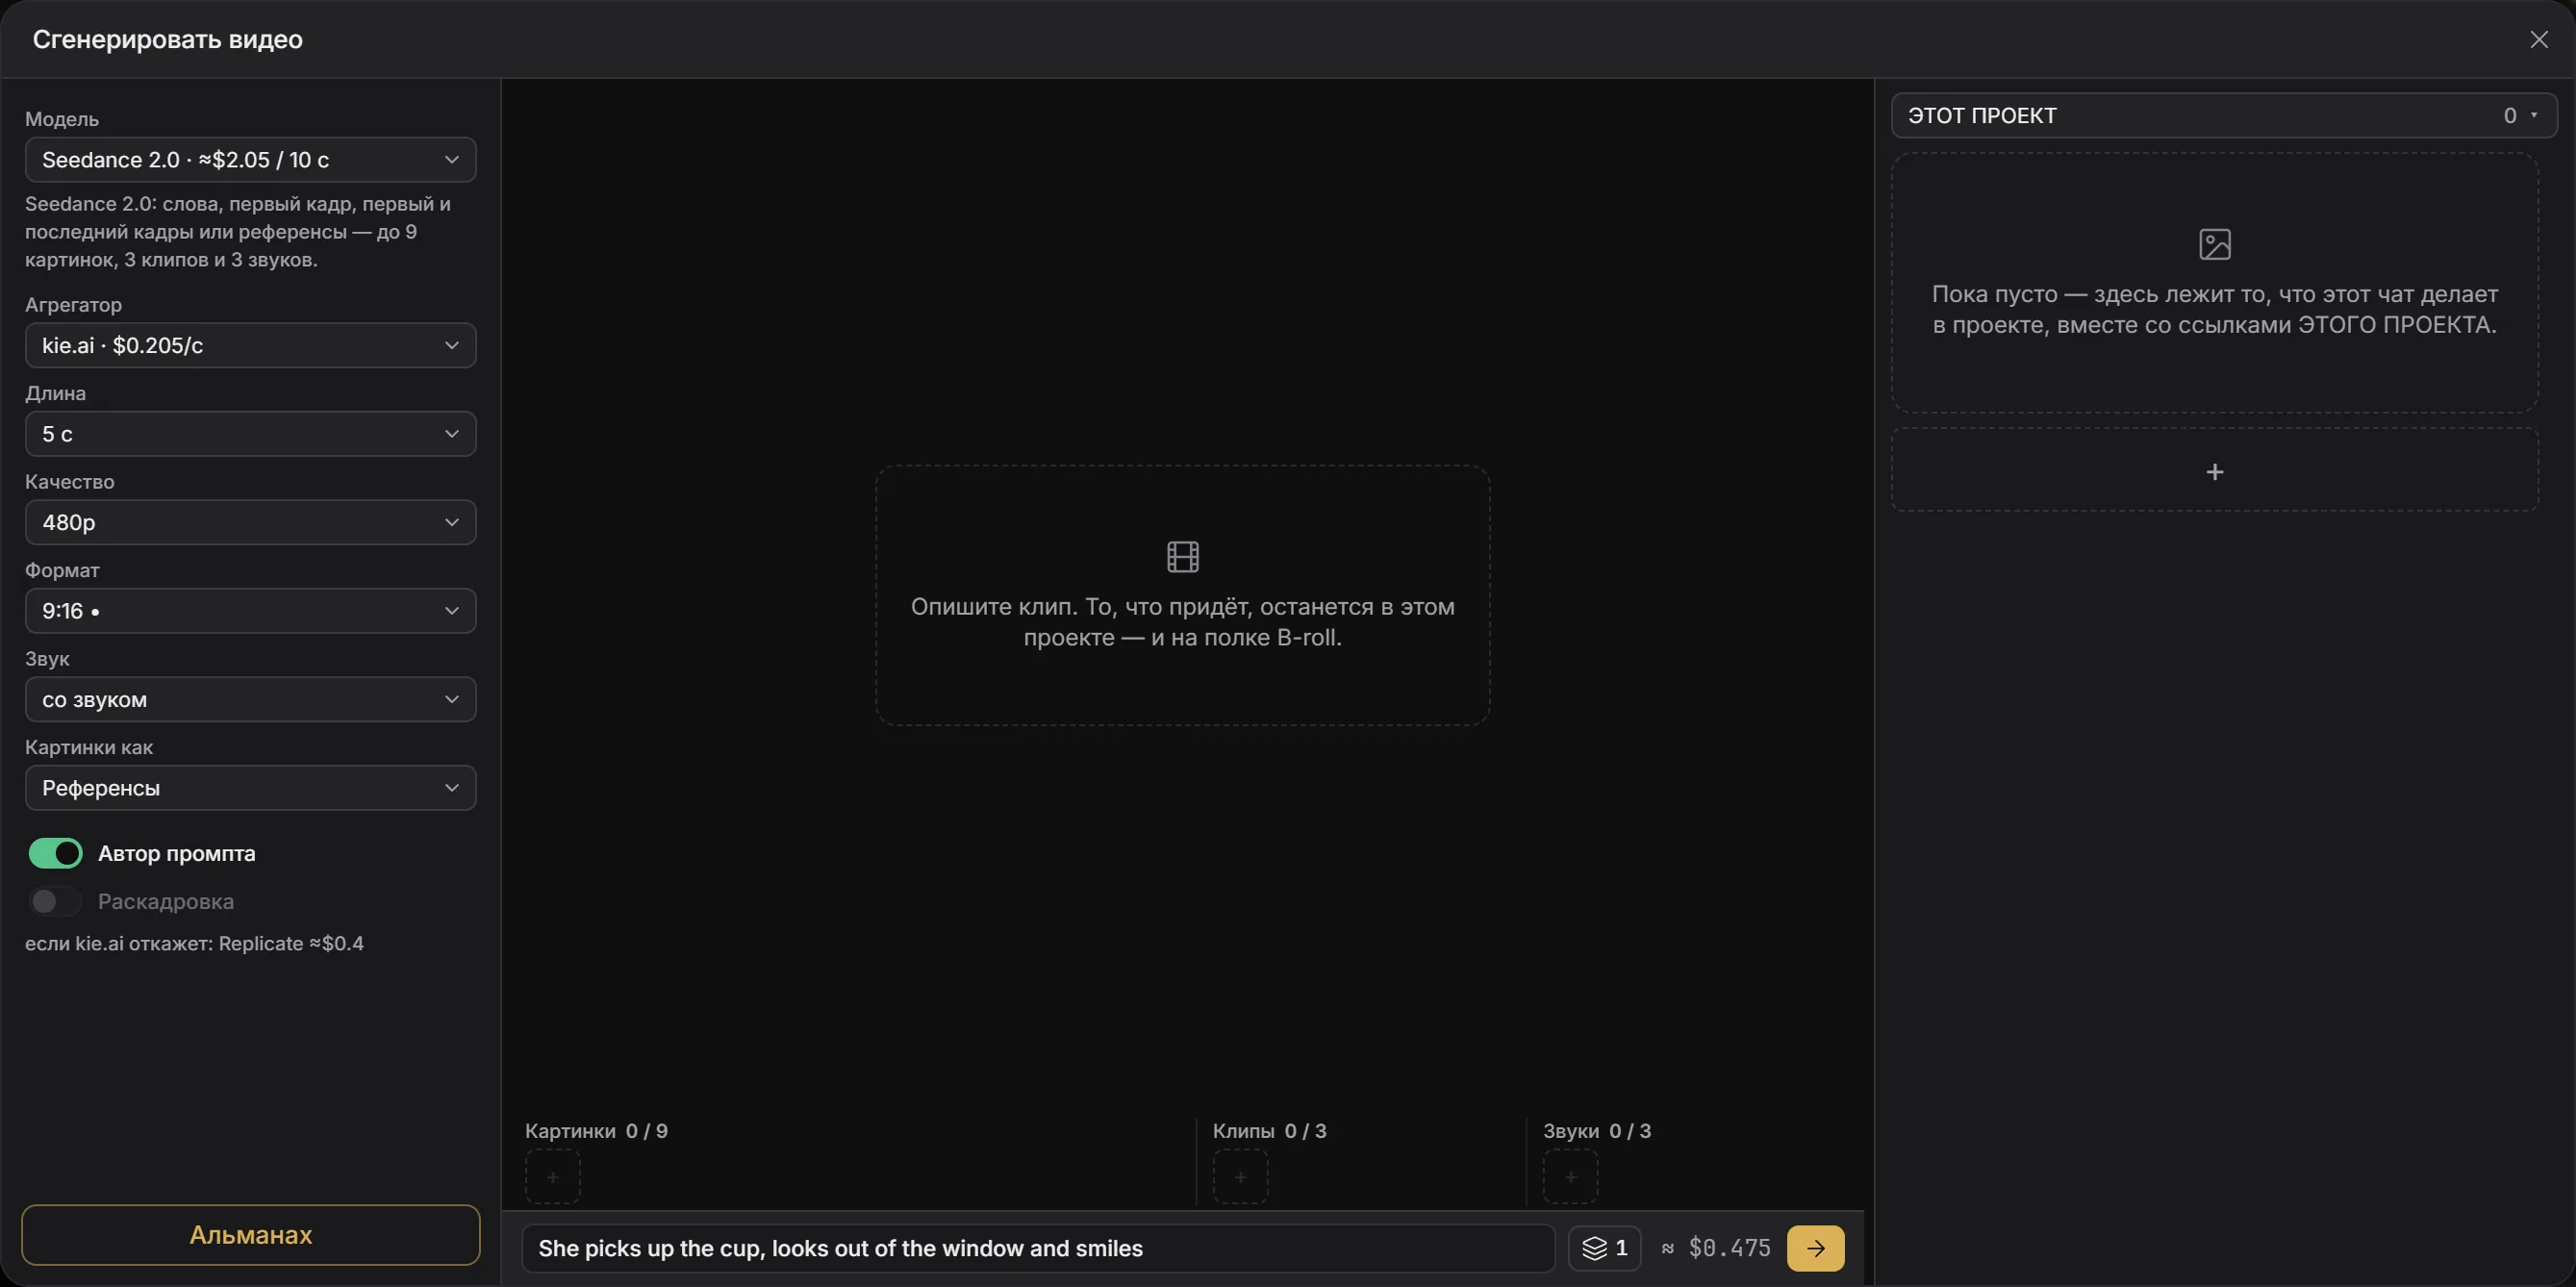 Сгенерировать видео
Модель
Seedance 2.0 · ≈$2.05 / 10 с
Seedance 2.0: слова, первый кадр, первый и
последний кадры или референсы — до 9
картинок, 3 клипов и 3 звуков.
Агрегатор
kie.ai · $0.205/с
Длина
5 с
Качество
480p
Формат
9:16 •
Звук
со звуком
Картинки как
Референсы
Автор промпта
Раскадровка
если kie.ai откажет: Replicate ≈$0.4
Альманах
Опишите клип. То, что придёт, останется в этом
проекте — и на полке B-roll.
Картинки 0 / 9
Клипы 0 / 3
Звуки 0 / 3
She picks up the cup, looks out of the window and smiles
1
≈ $0.475
ЭТОТ ПРОЕКТ
0
Пока пусто — здесь лежит то, что этот чат делает
в проекте, вместе со ссылками ЭТОГО ПРОЕКТА.